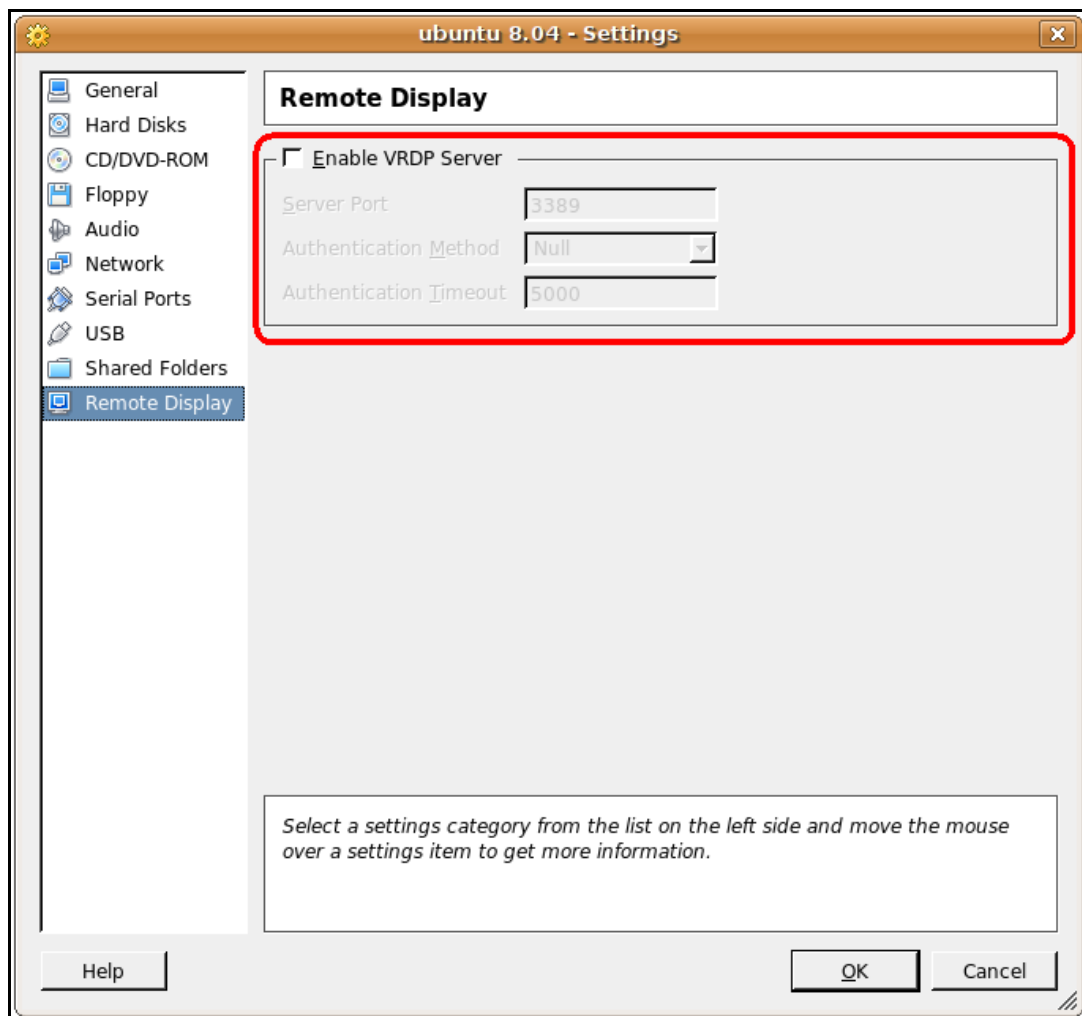 ubuntu 8.04 - Settings
General
Hard Disks
CD/DVD-ROM
Floppy
Audio
Network
Serial Ports
USB
Shared Folders
Remote Display
Remote Display
Enable VRDP Server
Server Port 3389
Authentication Method Null
Authentication Timeout 5000
Select a settings category from the list on the left side and move the mouse
over a settings item to get more information.
Help OK Cancel